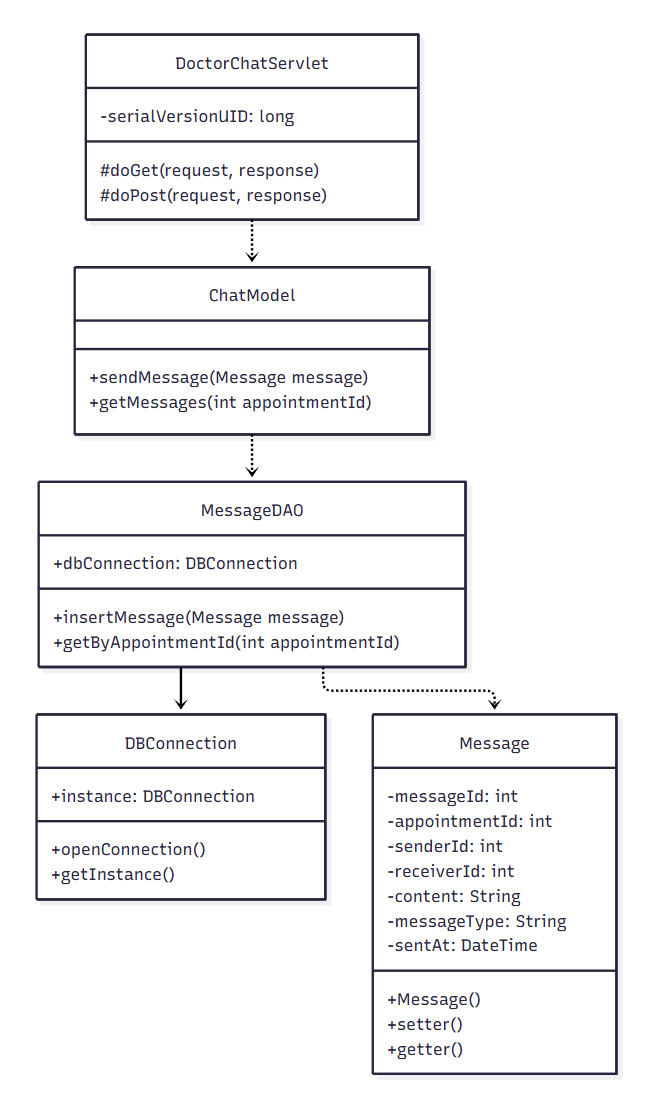 DoctorChatServlet
-serialVersionUID: long
#doGet(request, response)
#doPost(request, response)
ChatModel
+sendMessage(Message message)
+getMessages(int appointmentId)
MessageDAO
+dbConnection: DBConnection
+insertMessage(Message message)
+getByAppointmentId(int appointmentId)
DBConnection
+instance: DBConnection
+openConnection()
+getInstance()
Message
-messageId: int
-appointmentId: int
-senderId: int
-receiverId: int
-content: String
-messageType: String
-sentAt: DateTime
+Message()
+setter()
+getter()